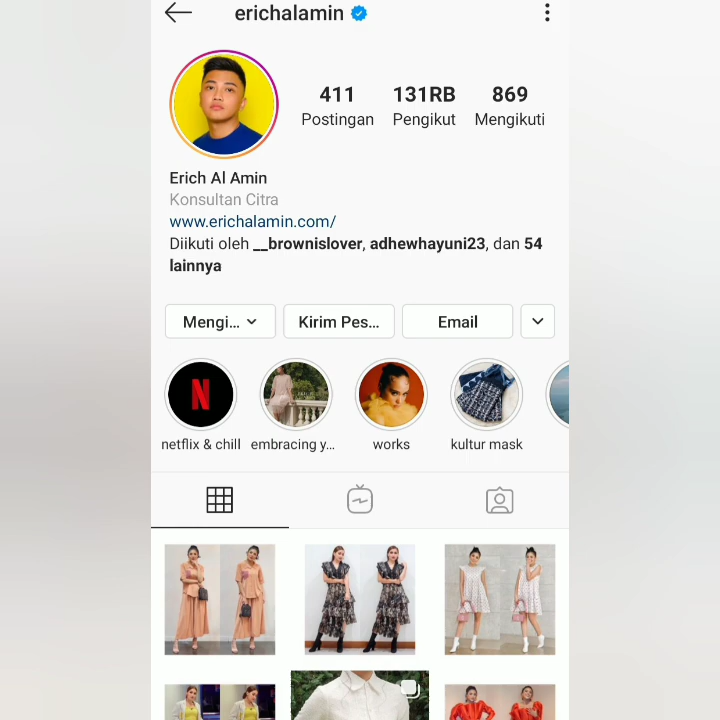 erichalamin
411 131RB 869
Postingan Pengikut Mengikuti
Erich Al Amin
Konsultan Citra
www.erichalamin.com/
Diikuti oleh __brownislover, adhewhayuni23, dan 54
lainnya
Mengi... Kirim Pes... Email
N
netflix & chill embracing y... works kultur mask